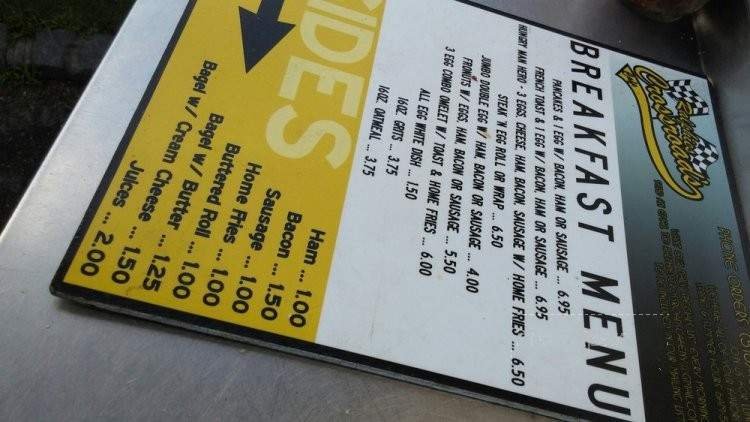 Crossroads
BREAKFAST MENU
PANCAKES & 1 EGG W/ BACON, HAM OR SAUSAGE ... 6.95
FRENCH TOAST & 1 EGG W/ BACON, HAM OR SAUSAGE ... 6.95
HUNGRY MAN HERO - 3 EGGS, CHEESE, HAM, BACON, SAUSAGE W/ HOME FRIES ... 6.50
STEAK 'N EGG ROLL OR WRAP ... 6.50
JUMBO DOUBLE EGG W/ HAM, BACON OR SAUSAGE ... 4.00
FRONUTS W/ EGGS, HAM, BACON OR SAUSAGE ... 5.50
3 EGG COMBO OMELET W/ TOAST & HOME FRIES ... 6.00
ALL EGG WHITE DISH ... 1.50
16OZ. GRITS ... 3.75
16OZ. OATMEAL ... 3.75
SIDES
Ham ... 1.00
Bacon ... 1.00
Sausage ... 1.50
Home Fries ... 1.00
Buttered Roll ... 1.00
Bagel w/ Butter ... 1.00
Bagel w/ Cream Cheese ... 1.25
Juices ... 1.50
2.00